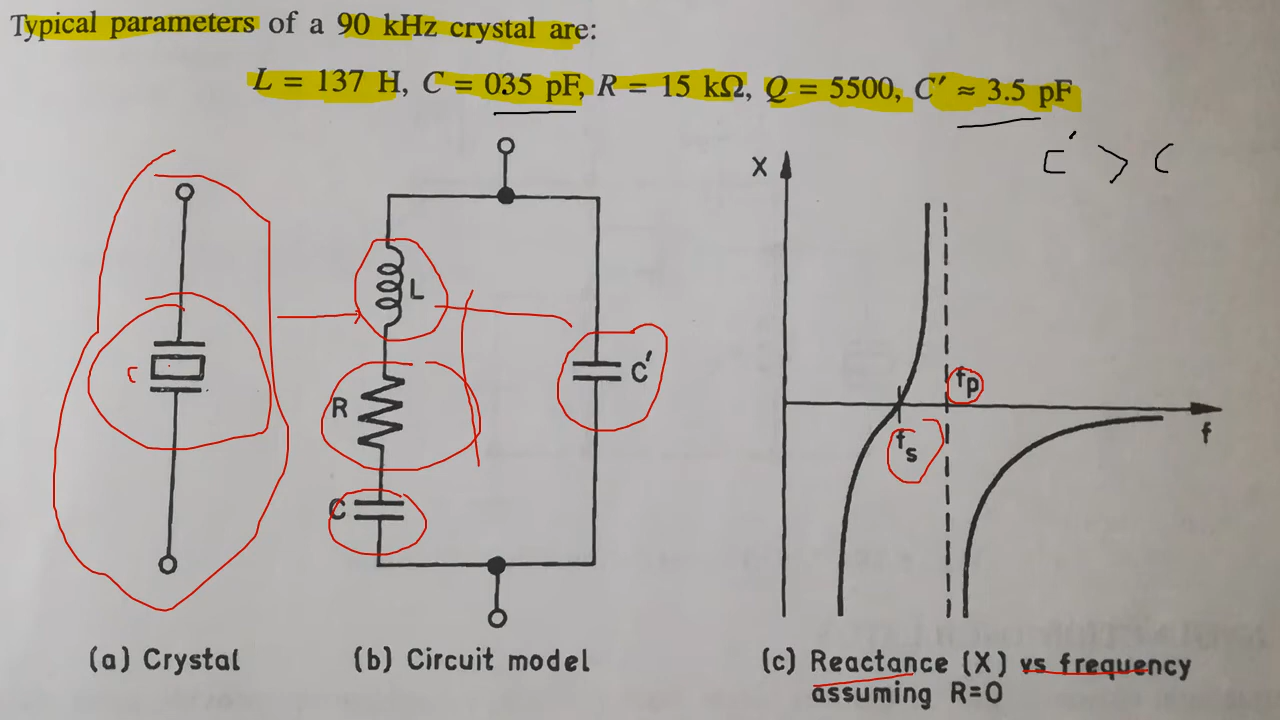 Typical parameters of a 90 kHz crystal are:
L = 137 H, C = 035 pF, R = 15 kΩ, Q = 5500, C′ ≈ 3.5 pF
C' > C
X
L
R
C'
C
fp
fs
f
(a) Crystal
(b) Circuit model
(c) Reactance (X) vs frequency
assuming R=0